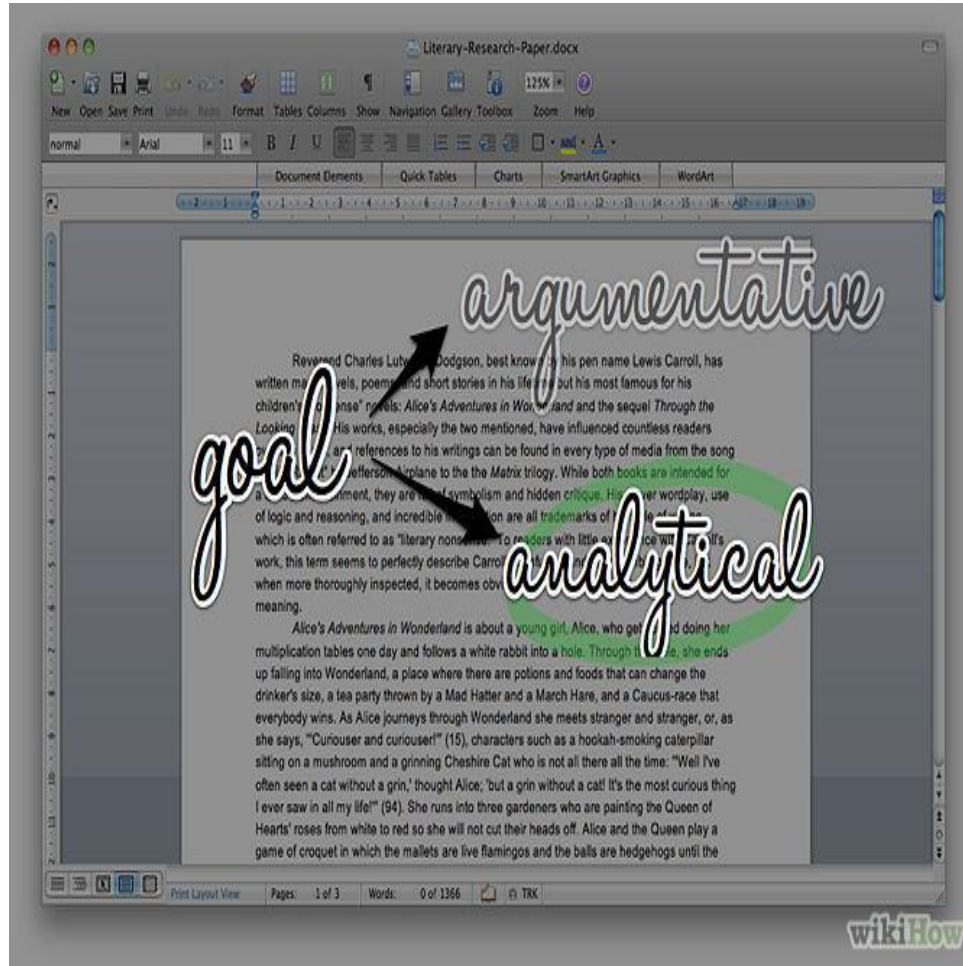 Literary-Research-Paper.docx
New Open Save Print Undo Redo Format Tables Columns Show Navigation Gallery Toolbox Zoom Help
125%
normal Arial 11 B I U A
Document Elements Quick Tables Charts SmartArt Graphics WordArt
argumentative
goal
analytical
Reverend Charles Dodgson, best known by his pen name Lewis Carroll, has
written poems and short stories in his lifetime but his most famous for his
children's novels: Alice's Adventures in and the sequel Through the
Looking His works, especially the two mentioned, have influenced countless readers
and references to his writings can be found in every type of media from the song
Jefferson Airplane to the the Matrix trilogy. While both books are intended for
they are symbolism and hidden critique. His wordplay, use
of logic and reasoning, and incredible are all trademarks of
which is often referred to as "literary To readers with little
work, this term seems to perfectly describe
when more thoroughly inspected, it becomes
meaning.
Alice's Adventures in Wonderland is about a young girl, Alice, who doing her
multiplication tables one day and follows a white rabbit into a hole. Through she ends
up falling into Wonderland, a place where there are potions and foods that can change the
drinker's size, a tea party thrown by a Mad Hatter and a March Hare, and a Caucus-race that
everybody wins. As Alice journeys through Wonderland she meets stranger and stranger, or, as
she says, "'Curiouser and curiouser!'" (15), characters such as a hookah-smoking caterpillar
sitting on a mushroom and a grinning Cheshire Cat who is not all there all the time: "'Well I've
often seen a cat without a grin,' thought Alice; 'but a grin without a cat! It's the most curious thing
I ever saw in all my life!'" (94). She runs into three gardeners who are painting the Queen of
Hearts' roses from white to red so she will not cut their heads off. Alice and the Queen play a
game of croquet in which the mallets are live flamingos and the balls are hedgehogs until the
Print Layout View Pages: 1 of 3 Words: 0 of 1366 TRK
wikiHow